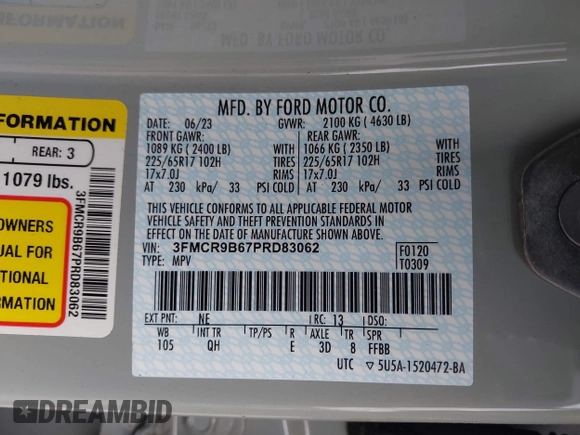 MFD. BY FORD MOTOR CO.
DATE: 06/23 GVWR: 2100 KG ( 4630 LB)
FRONT GAWR: REAR GAWR:
1089 KG ( 2400 LB) WITH 1066 KG ( 2350 LB) WITH
225/65R17 102H TIRES 225/65R17 102H TIRES
17x7.0J RIMS 17x7.0J RIMS
AT 230 kPa/ 33 PSI COLD AT 230 kPa/ 33 PSI COLD
THIS VEHICLE CONFORMS TO ALL APPLICABLE FEDERAL MOTOR
VEHICLE SAFETY AND THEFT PREVENTION STANDARDS IN
EFFECT ON THE DATE OF MANUFACTURE SHOWN ABOVE.
VIN: 3FMCR9B67PRD83062 F0120
TYPE: MPV T0309
EXT PNT: NE RC: 13 DSO:
WB INT TR TP/PS R AXLE TR SPR
105 QH E 3D 8 FFBB
UTC ▽5U5A-1520472-BA
FORMATION
REAR: 3
1079 lbs.
OWNERS
UAL FOR
TIONAL
RMATION
3FMCR9B67PRD83062
MFD. BY FORD MOTOR CO.
DREAMBID